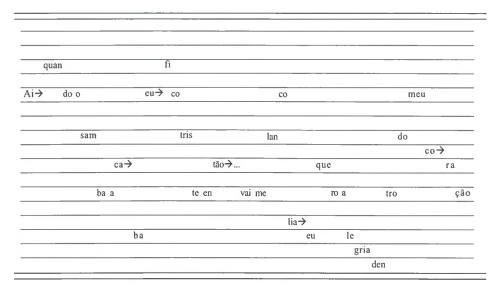 quan fi
Ai→ do o eu→ co co meu
sam tris lan do
co→
ca→ tão→... que ra
ba a te en vai me ro a tro ção
lia→
ba eu le
gria
den